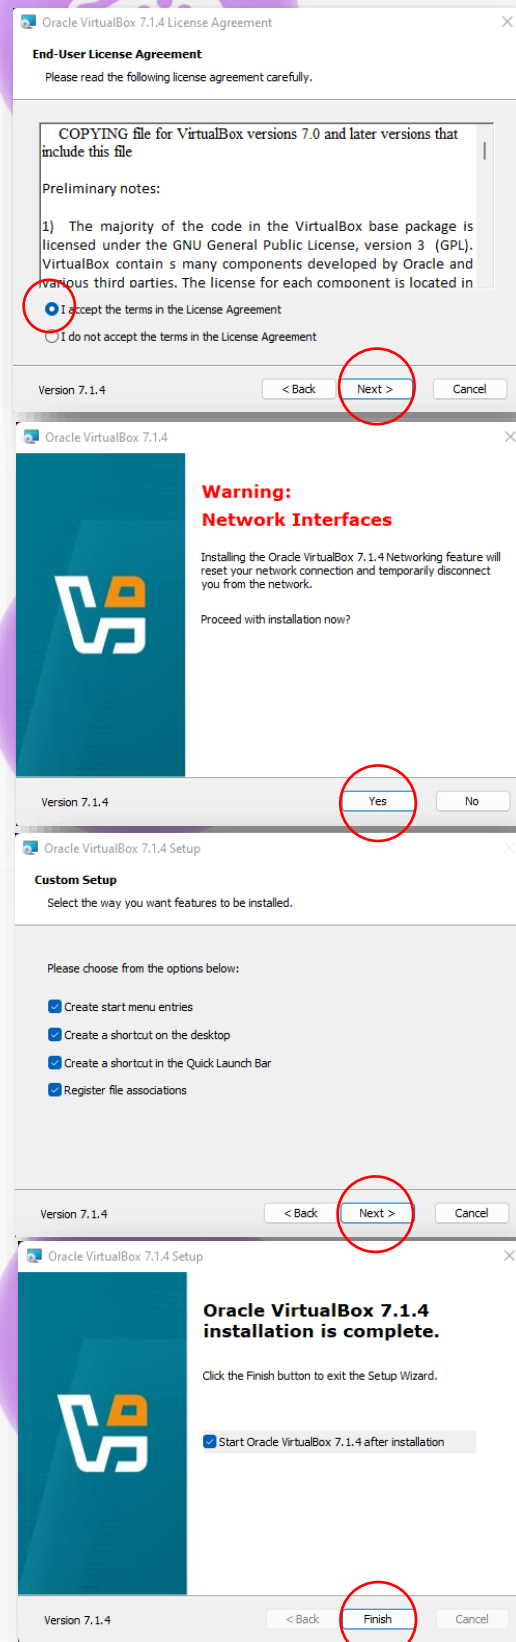 Oracle VirtualBox 7.1.4 License Agreement
End-User License Agreement
Please read the following license agreement carefully.
COPYING file for VirtualBox versions 7.0 and later versions that
include this file
Preliminary notes:
1) The majority of the code in the VirtualBox base package is
licensed under the GNU General Public License, version 3 (GPL).
VirtualBox contain s many components developed by Oracle and
various third parties. The license for each component is located in
I accept the terms in the License Agreement
I do not accept the terms in the License Agreement
Version 7.1.4
< Back
Next >
Cancel
Oracle VirtualBox 7.1.4
Warning:
Network Interfaces
Installing the Oracle VirtualBox 7.1.4 Networking feature will
reset your network connection and temporarily disconnect
you from the network.
Proceed with installation now?
Version 7.1.4
Yes
No
Oracle VirtualBox 7.1.4 Setup
Custom Setup
Select the way you want features to be installed.
Please choose from the options below:
Create start menu entries
Create a shortcut on the desktop
Create a shortcut in the Quick Launch Bar
Register file associations
Version 7.1.4
< Back
Next >
Cancel
Oracle VirtualBox 7.1.4 Setup
Oracle VirtualBox 7.1.4
installation is complete.
Click the Finish button to exit the Setup Wizard.
Start Oracle VirtualBox 7.1.4 after installation
Version 7.1.4
< Back
Finish
Cancel